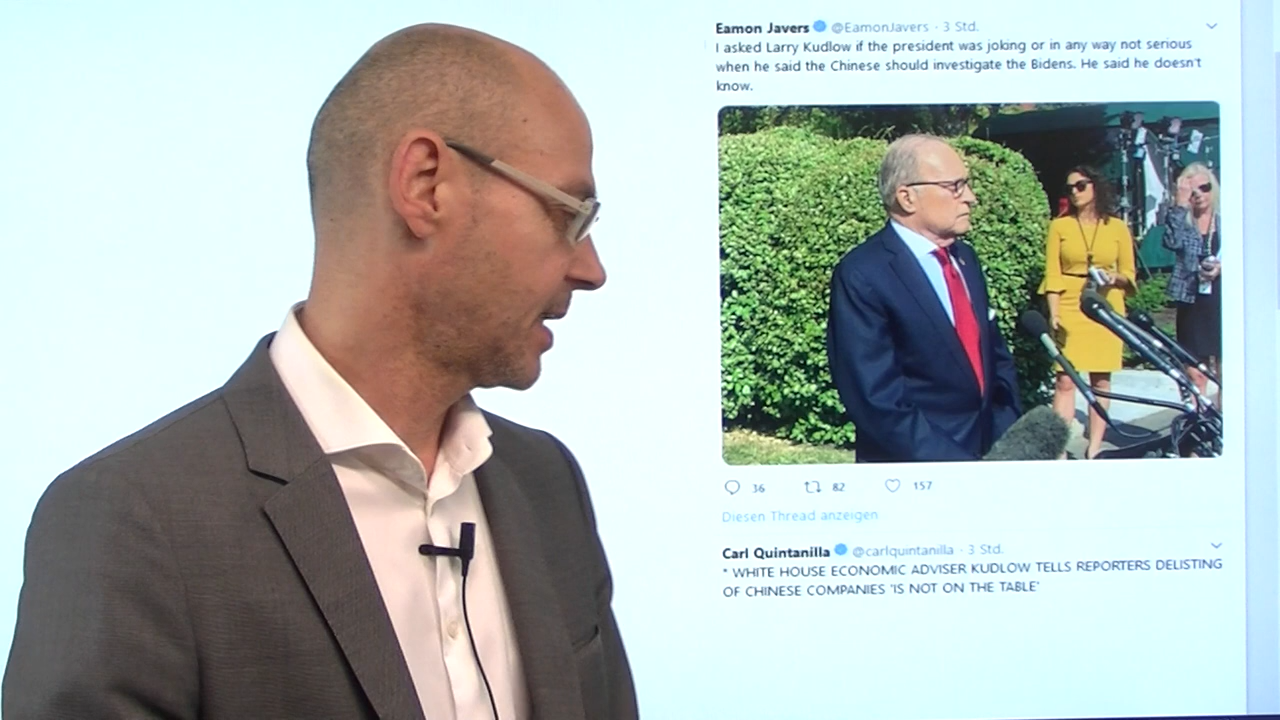 Eamon Javers @EamonJavers · 3 Std.
I asked Larry Kudlow if the president was joking or in any way not serious
when he said the Chinese should investigate the Bidens. He said he doesn't
know.
36 82 157
Diesen Thread anzeigen
Carl Quintanilla @carlquintanilla · 3 Std.
* WHITE HOUSE ECONOMIC ADVISER KUDLOW TELLS REPORTERS DELISTING
OF CHINESE COMPANIES 'IS NOT ON THE TABLE'